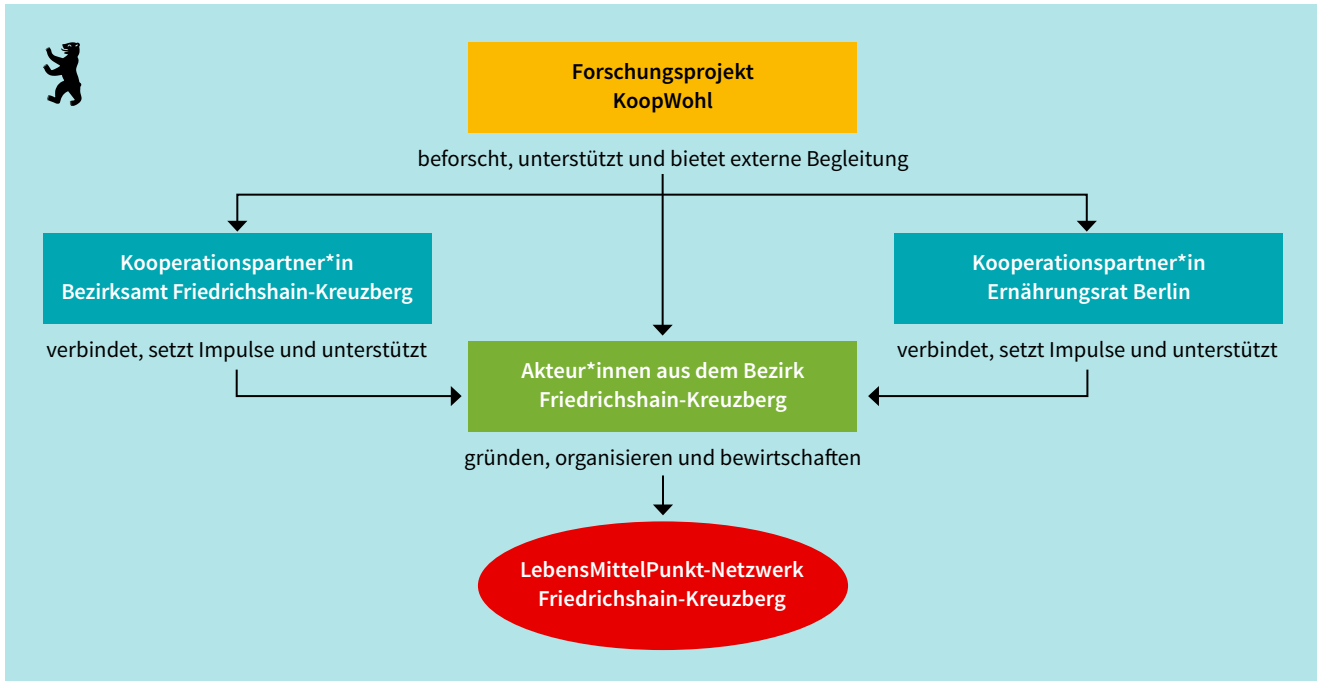 Forschungsprojekt
KoopWohl
beforscht, unterstützt und bietet externe Begleitung
Kooperationspartner*in
Bezirksamt Friedrichshain-Kreuzberg
verbindet, setzt Impulse und unterstützt
Kooperationspartner*in
Ernährungsrat Berlin
verbindet, setzt Impulse und unterstützt
Akteur*innen aus dem Bezirk
Friedrichshain-Kreuzberg
gründen, organisieren und bewirtschaften
LebensMittelPunkt-Netzwerk
Friedrichshain-Kreuzberg